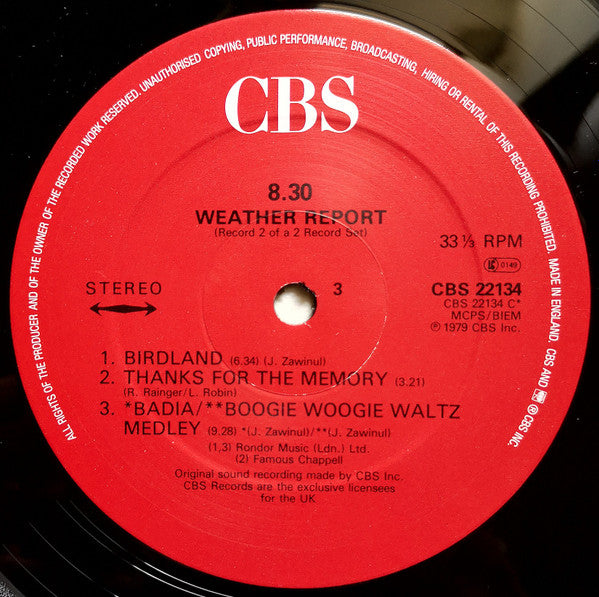 ALL RIGHTS OF THE PRODUCER AND OF THE OWNER OF THE RECORDED WORK RESERVED. UNAUTHORISED COPYING, PUBLIC PERFORMANCE, BROADCASTING, HIRING OR RENTAL OF THIS RECORDING PROHIBITED. MADE IN ENGLAND. CBS AND ® CBS INC.
CBS
8.30
WEATHER REPORT
(Record 2 of a 2 Record Set)
33 ⅓ RPM
0149
STEREO
3
CBS 22134
CBS 22134 C*
MCPS/BIEM
℗ 1979 CBS Inc.
1. BIRDLAND (6.34) (J. Zawinul)
2. THANKS FOR THE MEMORY (3.21)
(R. Rainger/L. Robin)
3. *BADIA/**BOOGIE WOOGIE WALTZ
MEDLEY (9.28) *(J. Zawinul)/**(J. Zawinul)
(1,3) Rondor Music (Ldn.) Ltd.
(2) Famous Chappell
Original sound recording made by CBS Inc.
CBS Records are the exclusive licensees
for the UK